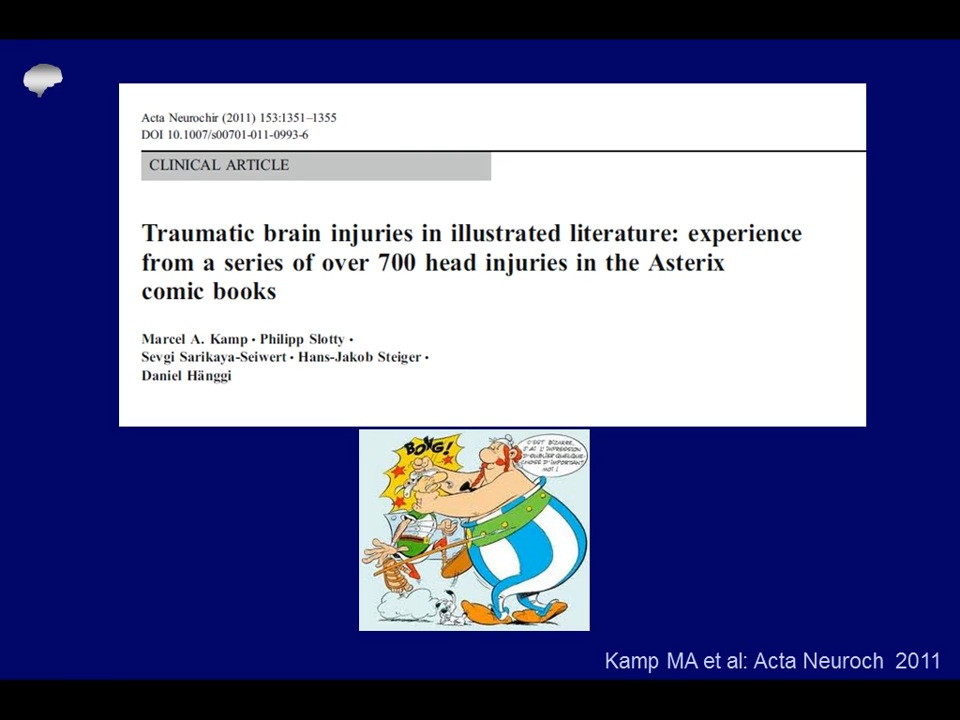 Acta Neurochir (2011) 153:1351–1355
DOI 10.1007/s00701-011-0993-6
CLINICAL ARTICLE
Traumatic brain injuries in illustrated literature: experience
from a series of over 700 head injuries in the Asterix
comic books
Marcel A. Kamp · Philipp Slotty ·
Sevgi Sarikaya-Seiwert · Hans-Jakob Steiger ·
Daniel Hänggi
BONG!
C'EST BIZARRE,
J'AI L'IMPRESSION
D'OUBLIER QUELQUE
CHOSE D'IMPORTANT,
MOI !
Kamp MA et al: Acta Neuroch 2011